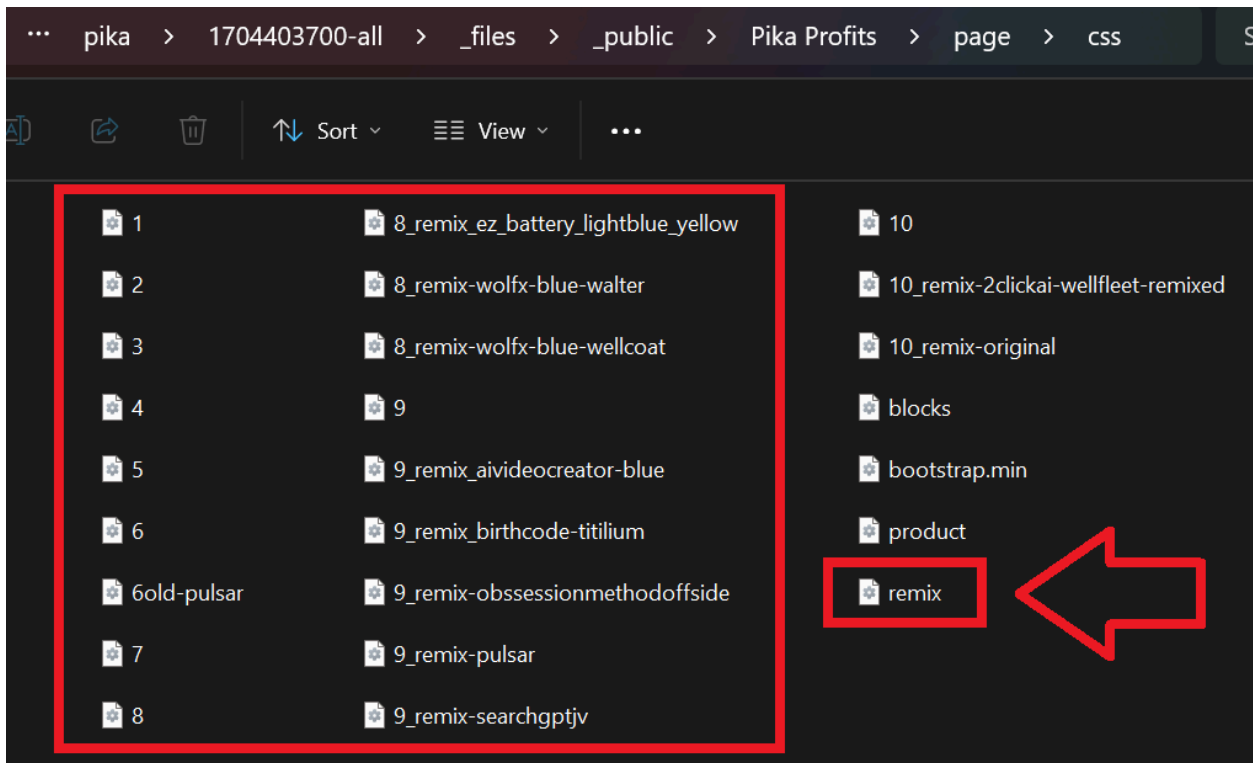 ··· pika > 1704403700-all > _files > _public > Pika Profits > page > css S
A Sort View ···
1
2
3
4
5
6
6old-pulsar
7
8
8_remix_ez_battery_lightblue_yellow
8_remix-wolfx-blue-walter
8_remix-wolfx-blue-wellcoat
9
9_remix_aivideocreator-blue
9_remix_birthcode-titilium
9_remix-obssessionmethodoffside
9_remix-pulsar
9_remix-searchgptjv
10
10_remix-2clickai-wellfleet-remixed
10_remix-original
blocks
bootstrap.min
product
remix